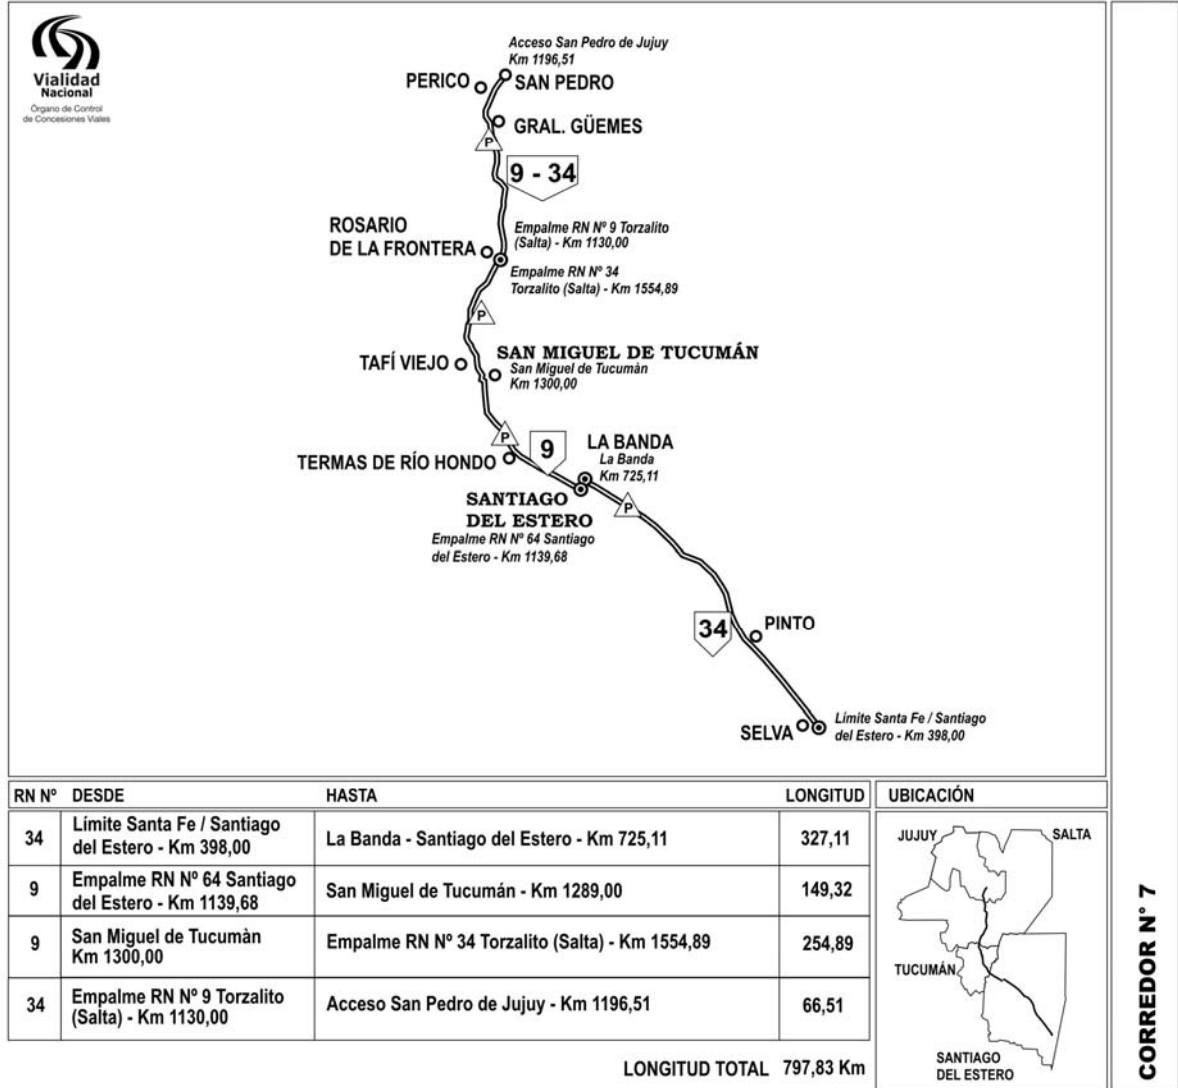 Vialidad
Nacional
Órgano de Control
de Concesiones Viales
Acceso San Pedro de Jujuy
Km 1196,51
PERICO
SAN PEDRO
GRAL. GÜEMES
P
9 - 34
ROSARIO
DE LA FRONTERA
Empalme RN Nº 9 Torzalito
(Salta) - Km 1130,00
Empalme RN Nº 34
Torzalito (Salta) - Km 1554,89
P
TAFÍ VIEJO
SAN MIGUEL DE TUCUMÁN
San Miguel de Tucumàn
Km 1300,00
P
9
LA BANDA
La Banda
Km 725,11
TERMAS DE RÍO HONDO
SANTIAGO
DEL ESTERO
P
Empalme RN Nº 64 Santiago
del Estero - Km 1139,68
34
PINTO
SELVA
Límite Santa Fe / Santiago
del Estero - Km 398,00
RN Nº DESDE HASTA LONGITUD
34 Límite Santa Fe / Santiago
del Estero - Km 398,00
La Banda - Santiago del Estero - Km 725,11 327,11
9 Empalme RN Nº 64 Santiago
del Estero - Km 1139,68
San Miguel de Tucumán - Km 1289,00 149,32
9 San Miguel de Tucumàn
Km 1300,00
Empalme RN Nº 34 Torzalito (Salta) - Km 1554,89 254,89
34 Empalme RN Nº 9 Torzalito
(Salta) - Km 1130,00
Acceso San Pedro de Jujuy - Km 1196,51 66,51
LONGITUD TOTAL 797,83 Km
UBICACIÓN
JUJUY
SALTA
TUCUMÁN
SANTIAGO
DEL ESTERO
CORREDOR N° 7